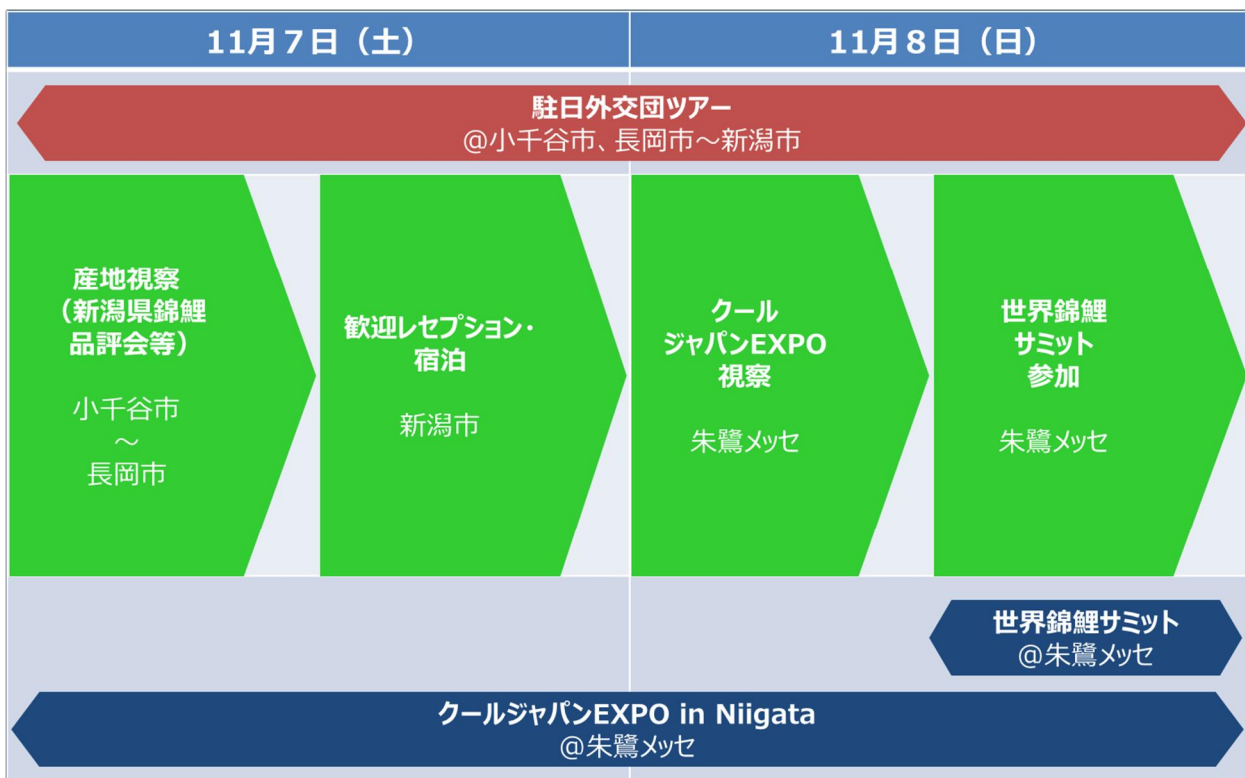 11月７日（土）
11月８日（日）
駐日外交団ツアー
@小千谷市、長岡市～新潟市
産地視察
（新潟県錦鯉
品評会等）
小千谷市
～
長岡市
歓迎レセプション・
宿泊
新潟市
クール
ジャパンEXPO
視察
朱鷺メッセ
世界錦鯉
サミット
参加
朱鷺メッセ
世界錦鯉サミット
@朱鷺メッセ
クールジャパンEXPO in Niigata
@朱鷺メッセ